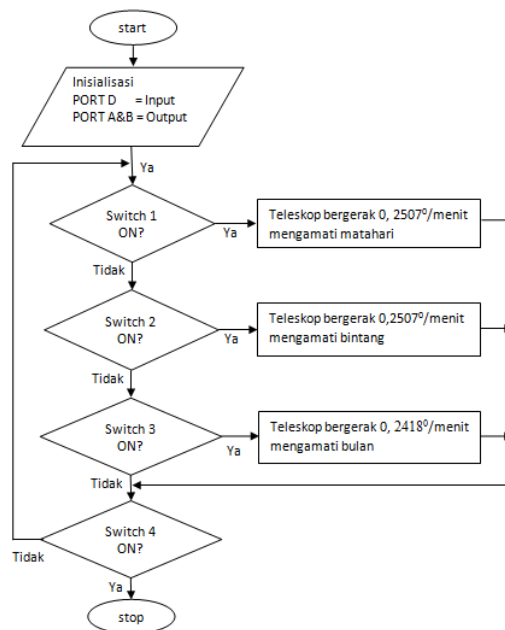 start
Inisialisasi
PORT D = Input
PORT A&B = Output
Ya
Switch 1
ON?
Ya
Teleskop bergerak 0, 2507⁰/menit
mengamati matahari
Tidak
Switch 2
ON?
Ya
Teleskop bergerak 0,2507⁰/menit
mengamati bintang
Tidak
Switch 3
ON?
Ya
Teleskop bergerak 0, 2418⁰/menit
mengamati bulan
Tidak
Switch 4
ON?
Tidak
Ya
stop